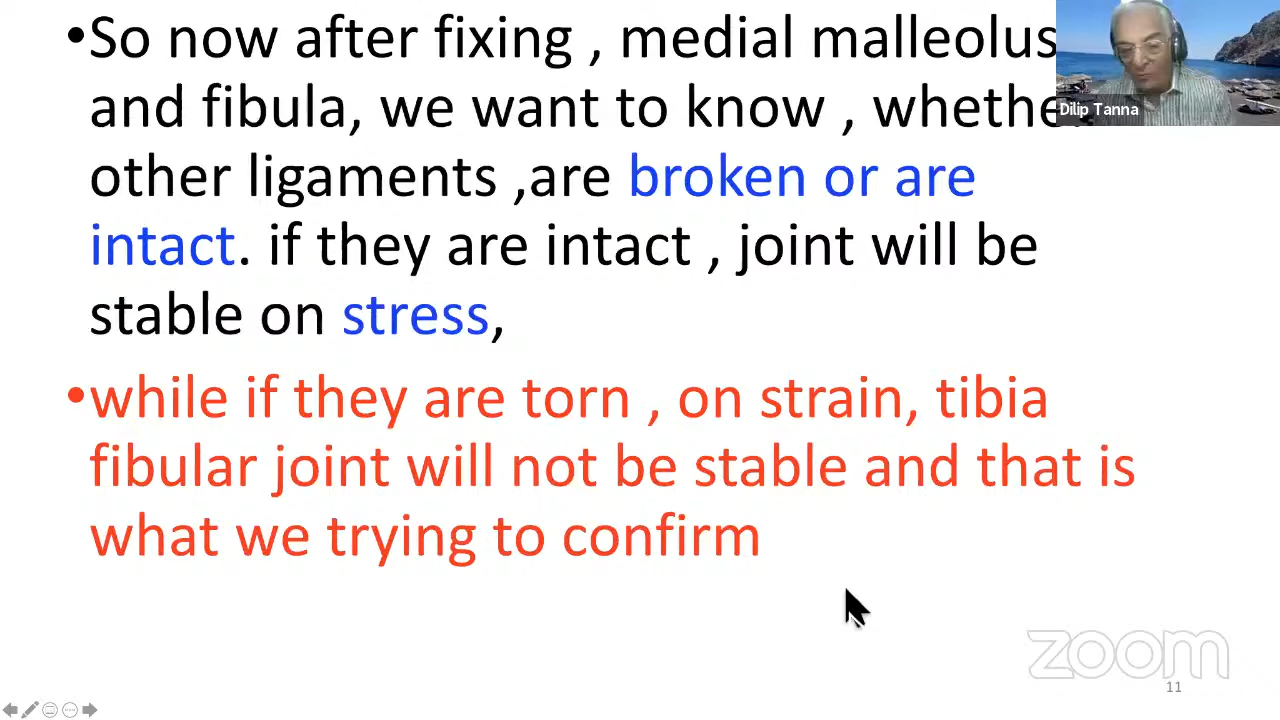 •So now after fixing , medial malleolus
and fibula, we want to know ,
other ligaments ,are broken or are
intact. if they are intact , joint will be
stable on stress,
•while if they are torn , on strain, tibia
fibular joint will not be stable and that is
what we trying to confirm
Dilip Tanna
zoom
11